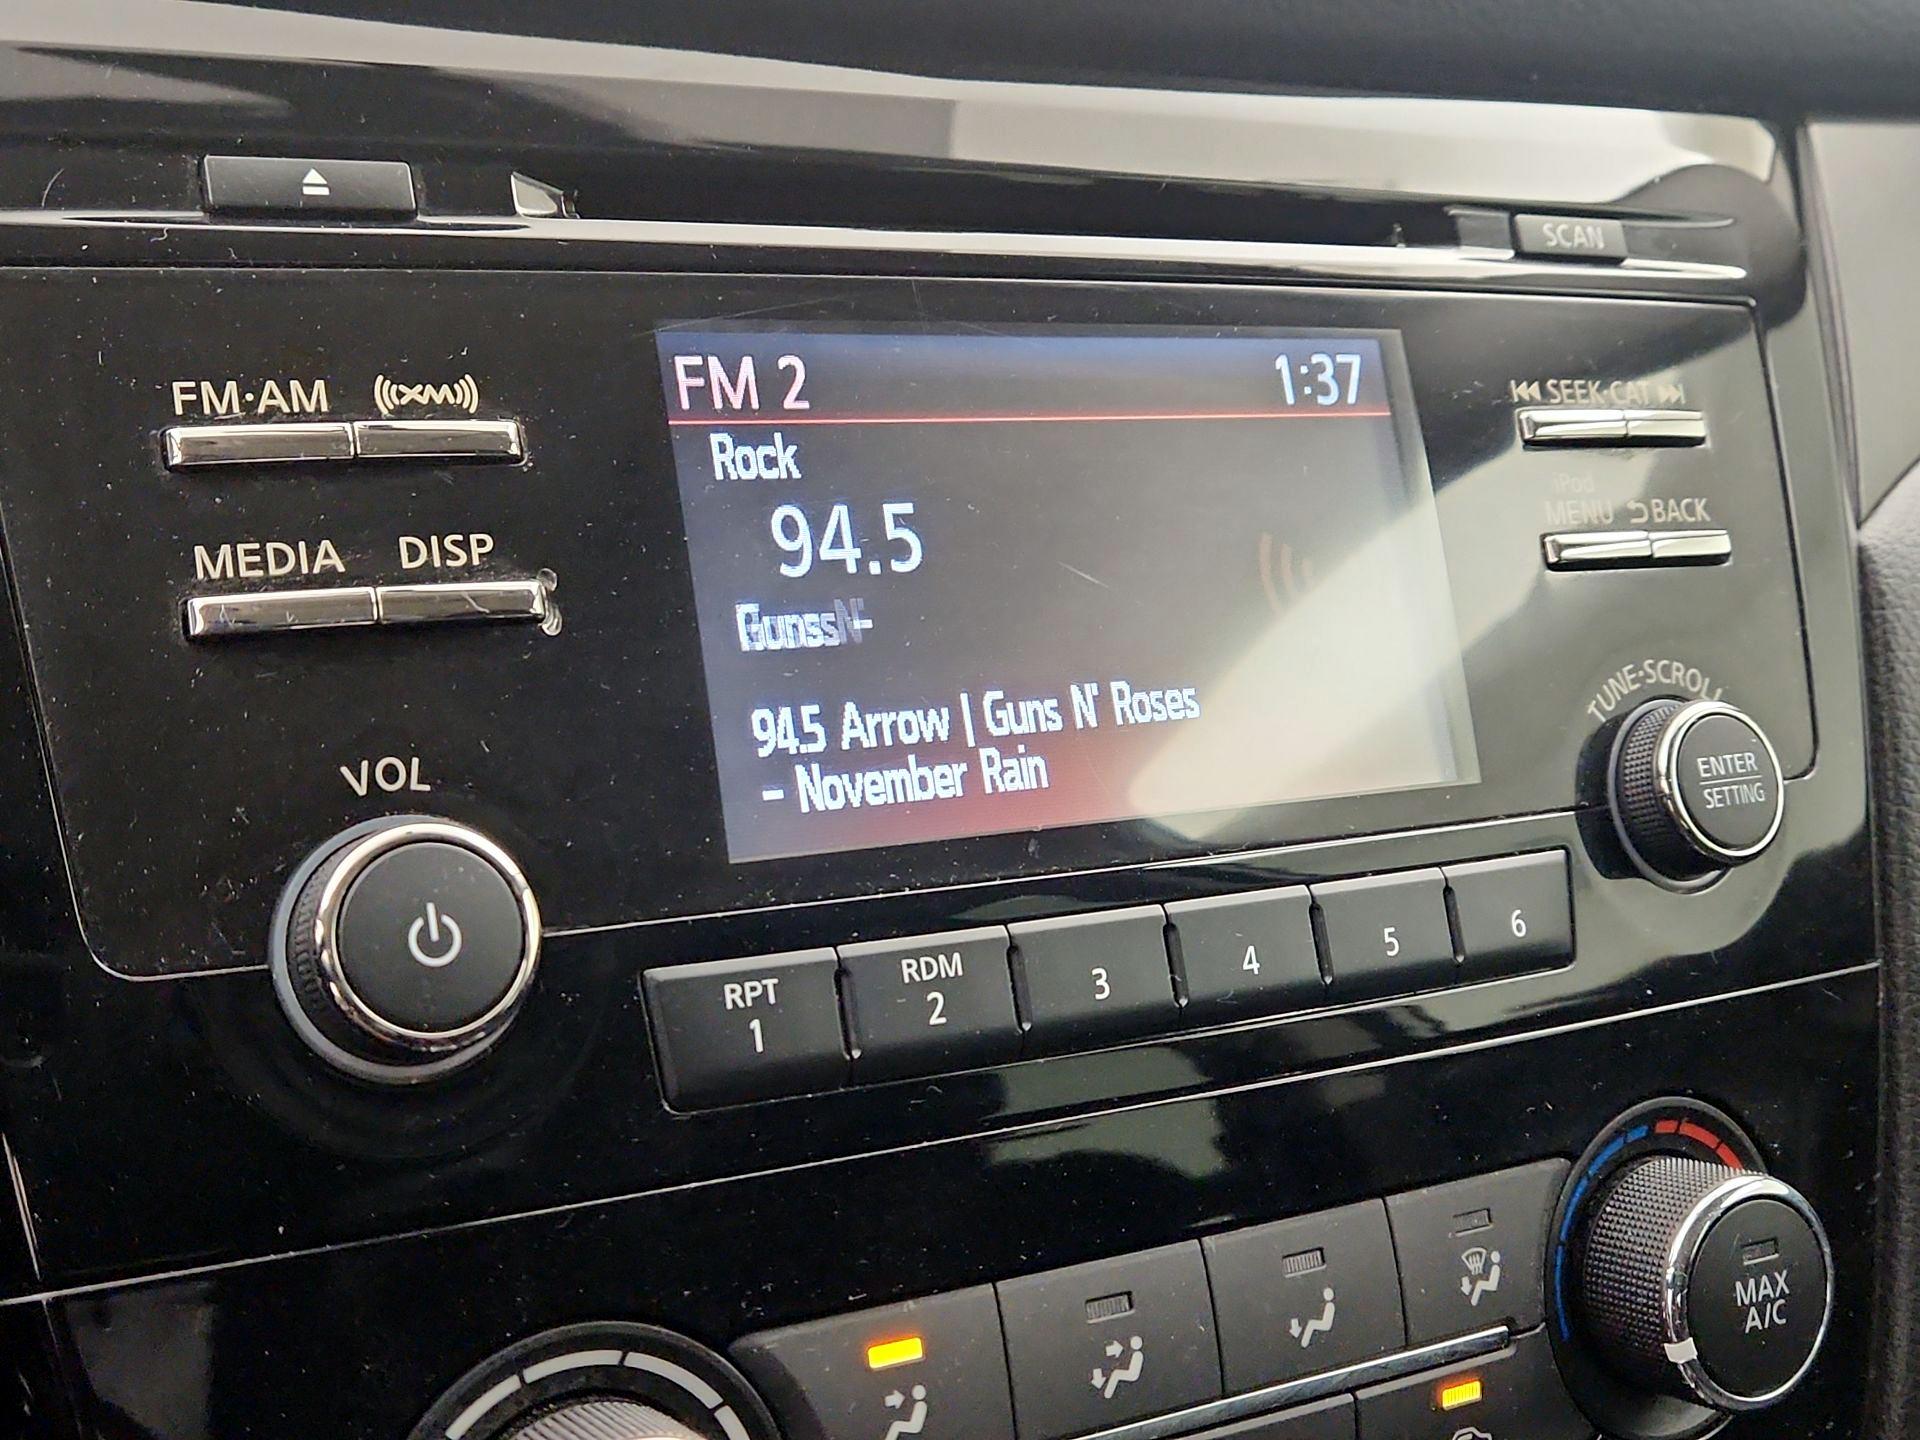 SCAN
FM·AM
((XM))
SEEK·CAT
MEDIA
DISP
iPod
MENU
BACK
FM 2
1:37
Rock
94.5
94.5 Arrow | Guns N' Roses
- November Rain
VOL
TUNE·SCROLL
ENTER
SETTING
RPT
1
RDM
2
3
4
5
6
MAX
A/C